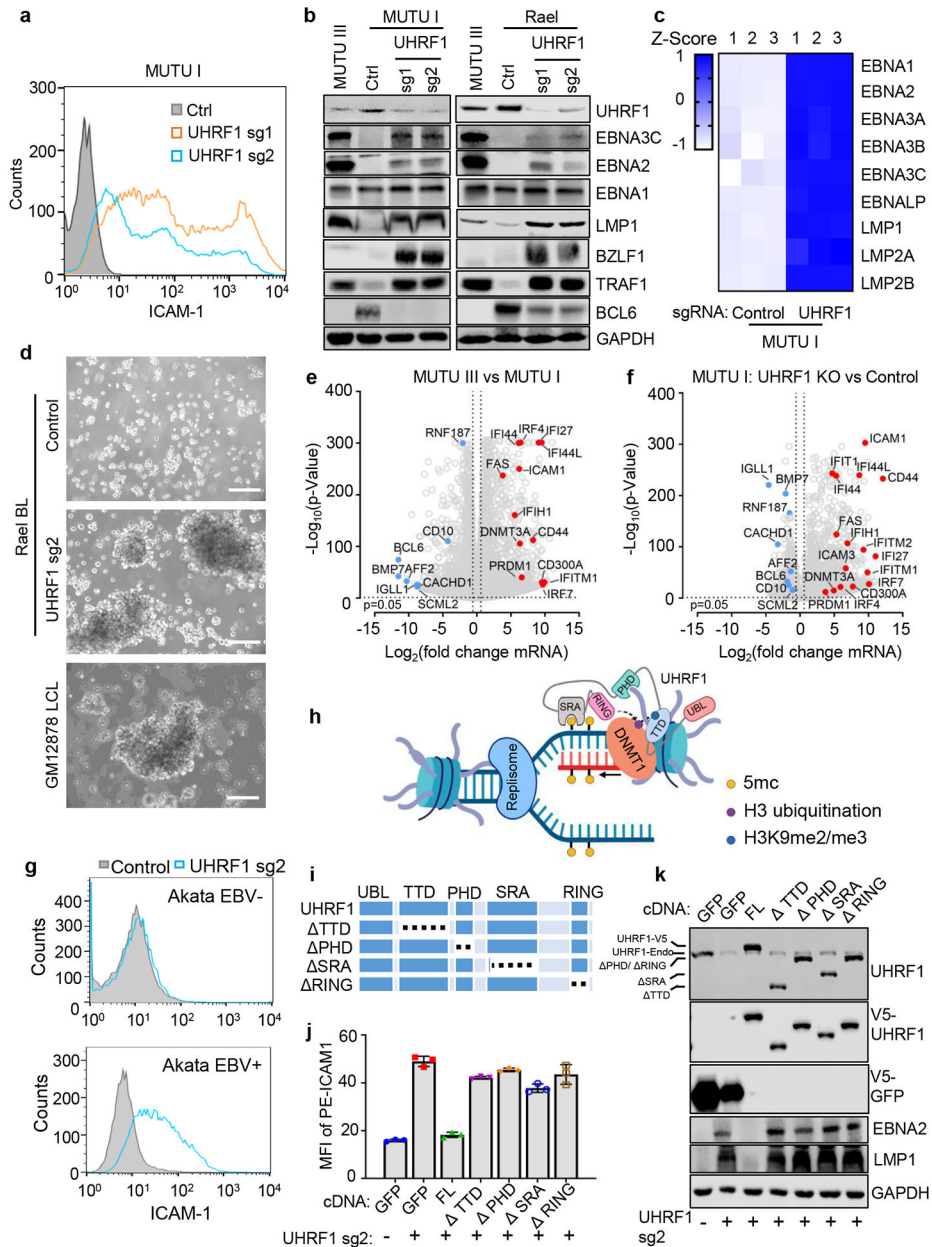 a
MUTU I
Counts
300
200
100
0
Ctrl
UHRF1 sg1
UHRF1 sg2
10⁰ 10¹ 10² 10³ 10⁴
ICAM-1
b
MUTU I Rael
UHRF1 UHRF1
MUTU III Ctrl sg1 sg2 MUTU III Ctrl sg1 sg2
UHRF1
EBNA3C
EBNA2
EBNA1
LMP1
BZLF1
TRAF1
BCL6
GAPDH
c
Z-Score 1 2 3 1 2 3
1
0
-1
EBNA1
EBNA2
EBNA3A
EBNA3B
EBNA3C
EBNALP
LMP1
LMP2A
LMP2B
sgRNA: Control UHRF1
MUTU I
d
Rael BL
Control
UHRF1 sg2
GM12878 LCL
e
MUTU III vs MUTU I
-Log₁₀(p-Value)
400
300
200
100
0
RNF187
IFI44
IRF4
IFI27
IFI44L
FAS
ICAM1
IFIH1
CD10
DNMT3A
CD44
BCL6
PRDM1
CD300A
BMP7
AFF2
IFITM1
CACHD1
IRF7
SCML2
p=0.05
-15 -10 -5 0 5 10 15
Log₂(fold change mRNA)
f
MUTU I: UHRF1 KO vs Control
-Log₁₀(p-Value)
400
300
200
100
0
ICAM1
IGLL1
BMP7
IFIT1
IFI44L
IFI44
CD44
RNF187
FAS
IFIH1
CACHD1
IFITM2
ICAM3
IFI27
AFF2
IFITM1
BCL6
DNMT3A
IRF7
CD10
CD300A
p=0.05
SCML2
PRDM1
IRF4
-15 -10 -5 0 5 10 15
Log₂(fold change mRNA)
g
Control UHRF1 sg2
Akata EBV-
Counts
400
300
200
100
0
10⁰ 10¹ 10² 10³ 10⁴
Akata EBV+
Counts
300
200
100
0
10⁰ 10¹ 10² 10³ 10⁴
ICAM-1
h
UHRF1
PHD
SRA
RING
TTD
UBL
DNMT1
Replisome
5mc
H3 ubiquitination
H3K9me2/me3
i
UBL TTD PHD SRA RING
UHRF1
ΔTTD
ΔPHD
ΔSRA
ΔRING
j
MFI of PE-ICAM1
60
40
20
0
cDNA: GFP GFP FL Δ TTD Δ PHD Δ SRA Δ RING
UHRF1 sg2: - + + + + + +
k
cDNA: GFP GFP FL Δ TTD Δ PHD Δ SRA Δ RING
UHRF1-V5
UHRF1-Endo
ΔPHD/ ΔRING
ΔSRA
ΔTTD
UHRF1
V5-
UHRF1
V5-
GFP
EBNA2
LMP1
GAPDH
UHRF1 - + + + + + +
sg2